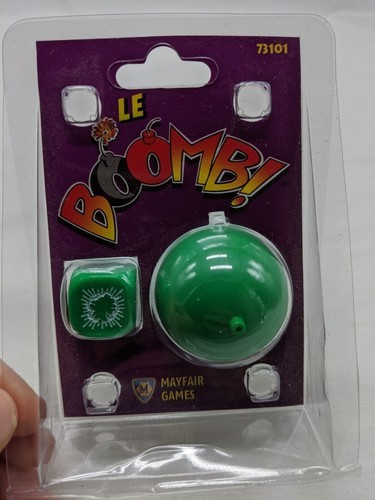 73101
LE
BOOMB!
M
MAYFAIR
GAMES